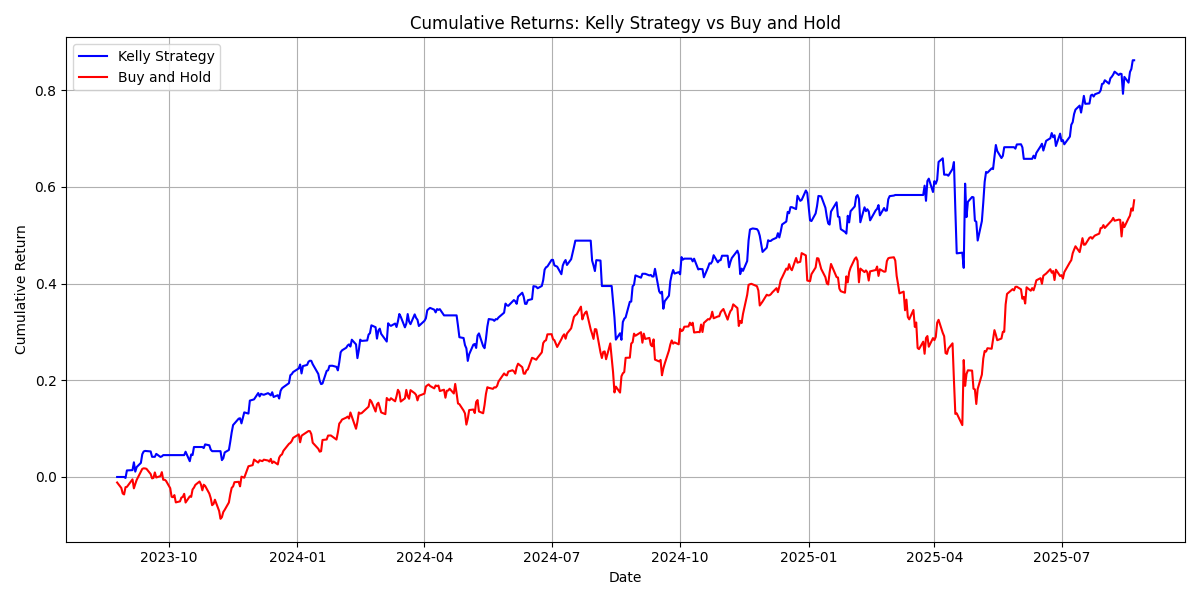 Cumulative Returns: Kelly Strategy vs Buy and Hold
Kelly Strategy
Buy and Hold
Cumulative Return
0.8
0.6
0.4
0.2
0.0
2023-10
2024-01
2024-04
2024-07
2024-10
2025-01
2025-04
2025-07
Date